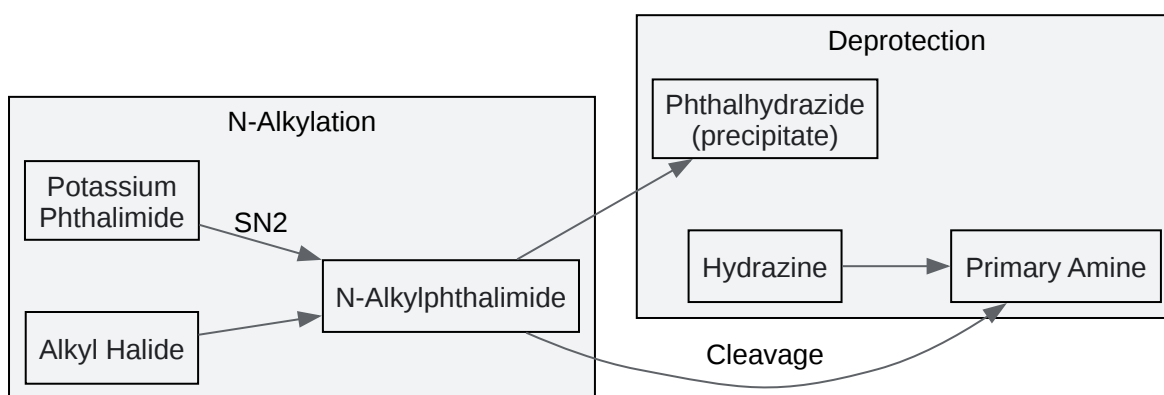 Deprotection
Phthalhydrazide
(precipitate)
N-Alkylation
Potassium
Phthalimide
SN2
Hydrazine
Primary Amine
N-Alkylphthalimide
Alkyl Halide
Cleavage